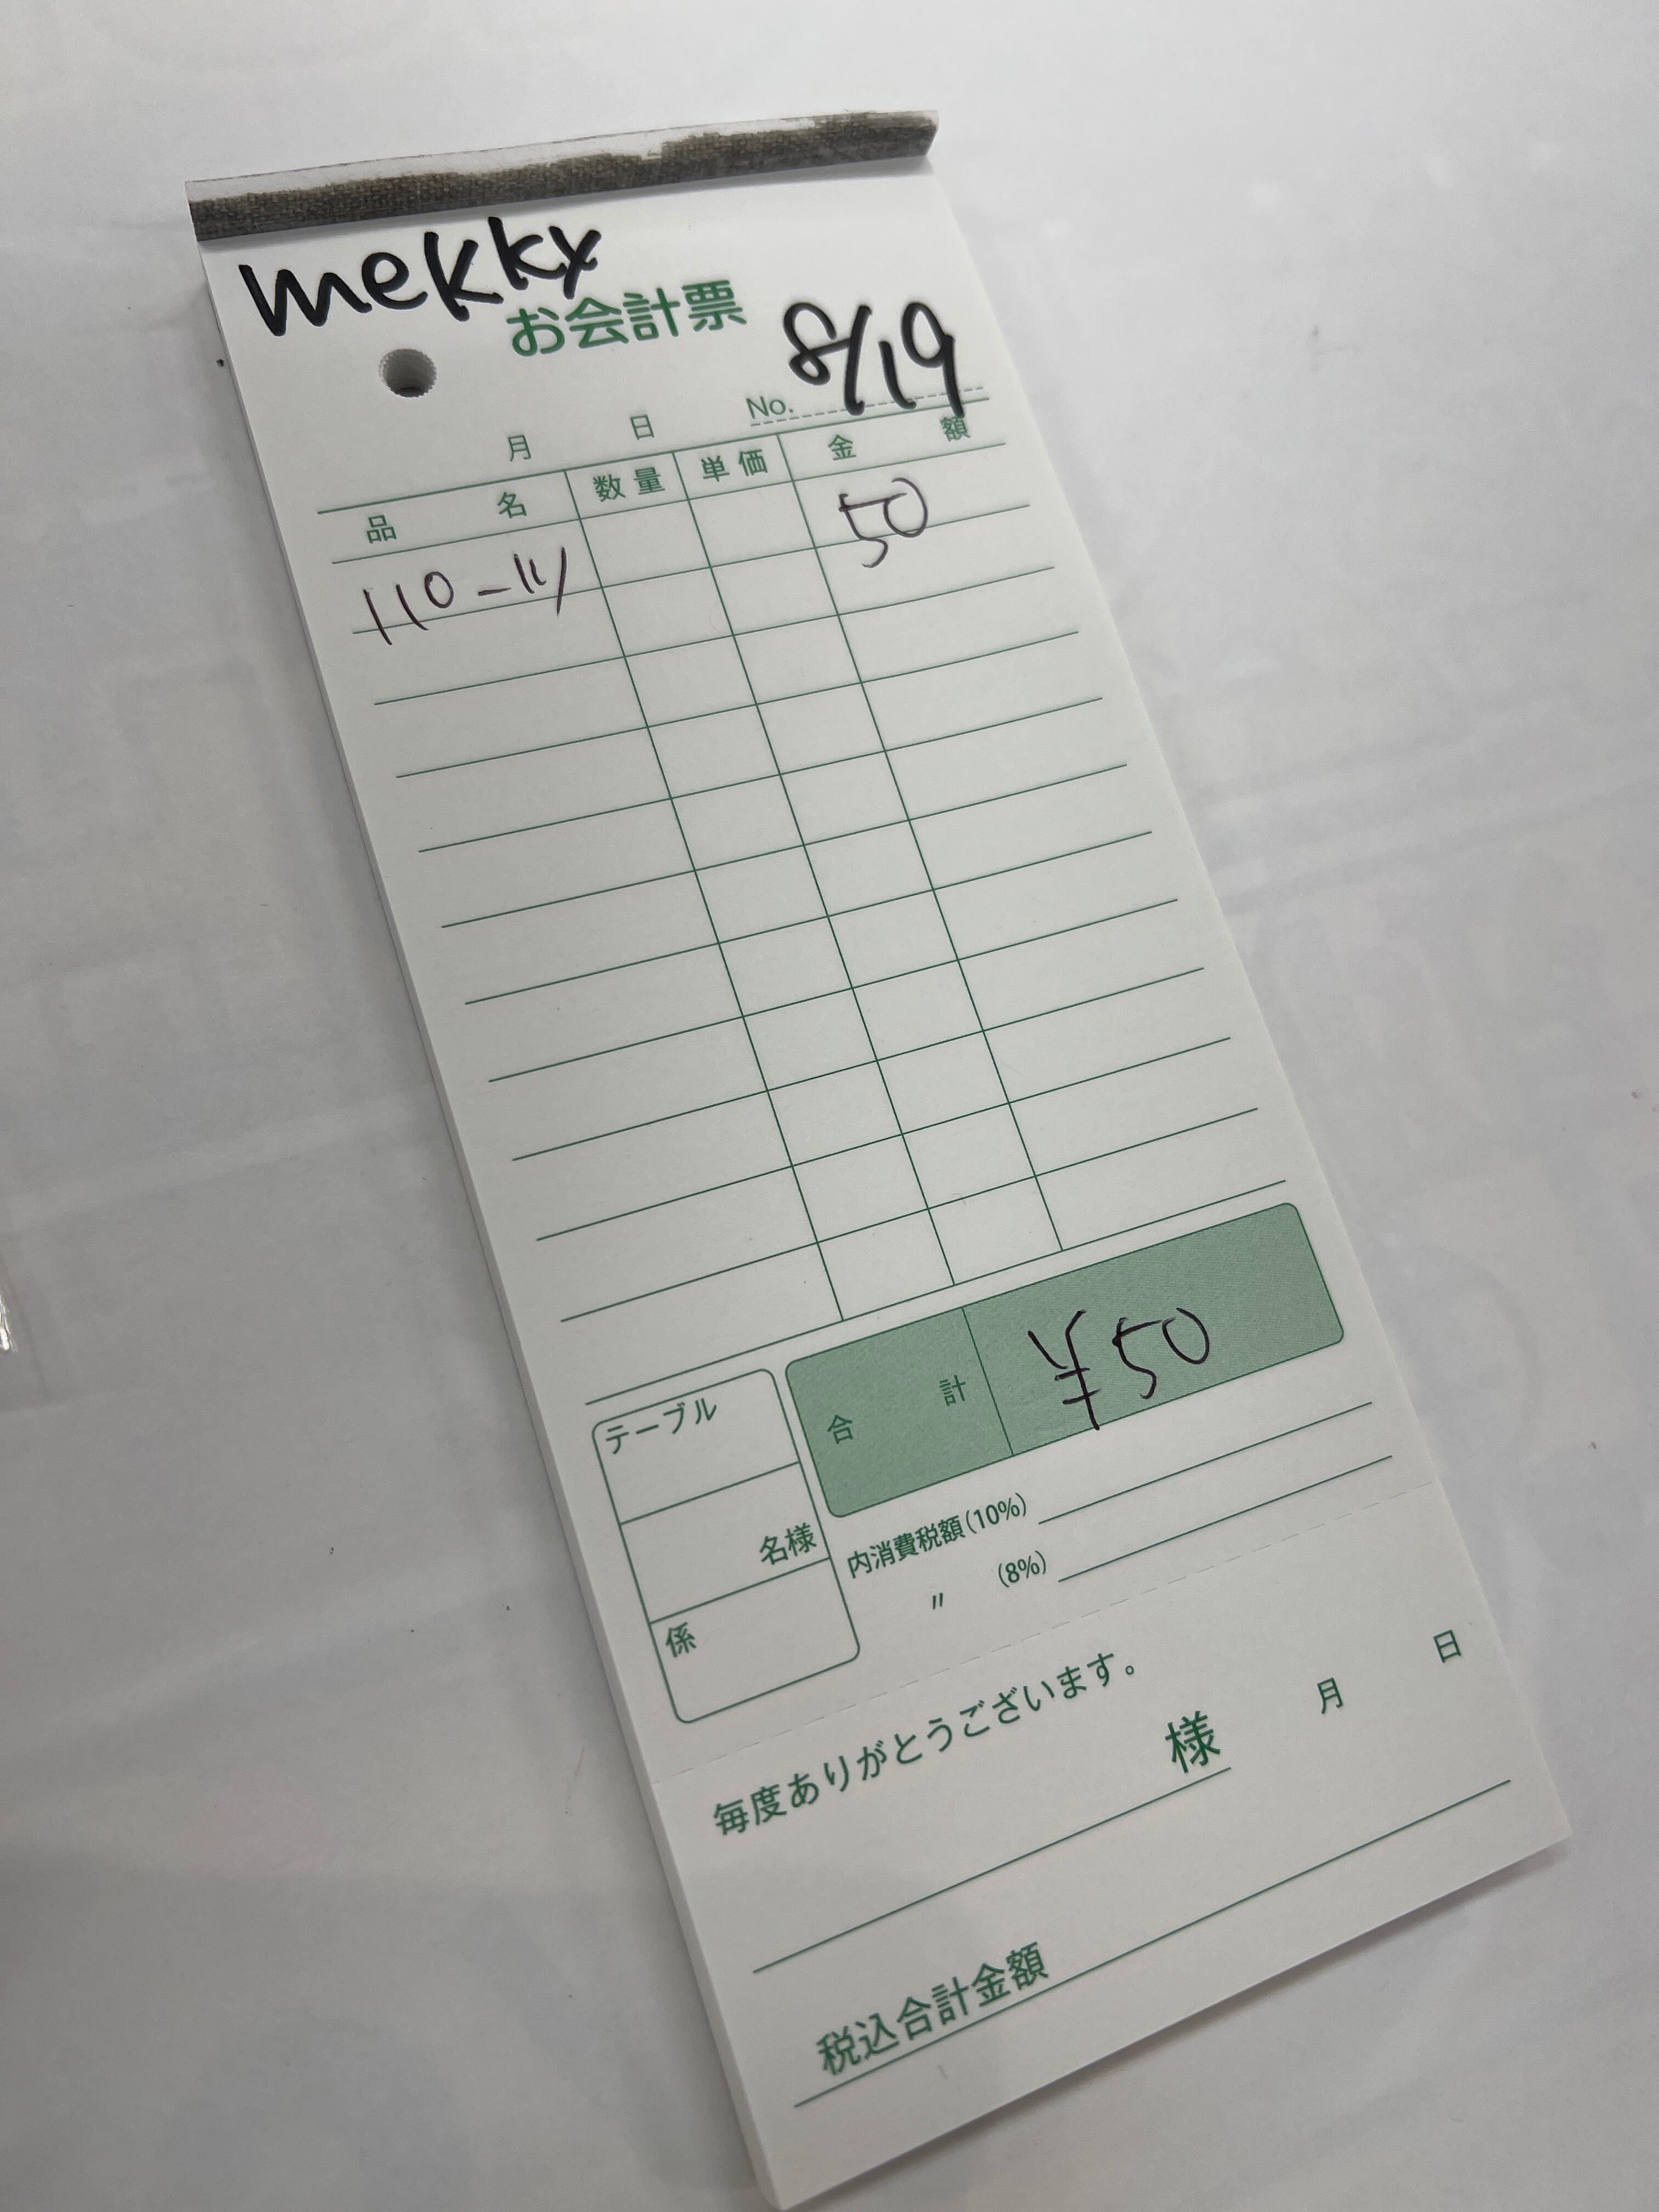 mekky
お会計票
8/19
月 日 No.
品名 数量 単価 金額
パーツ 50
合計 ¥50
テーブル
名様
係
内消費税額(10%)
〃 (8%)
毎度ありがとうございます。
様 月 日
税込合計金額